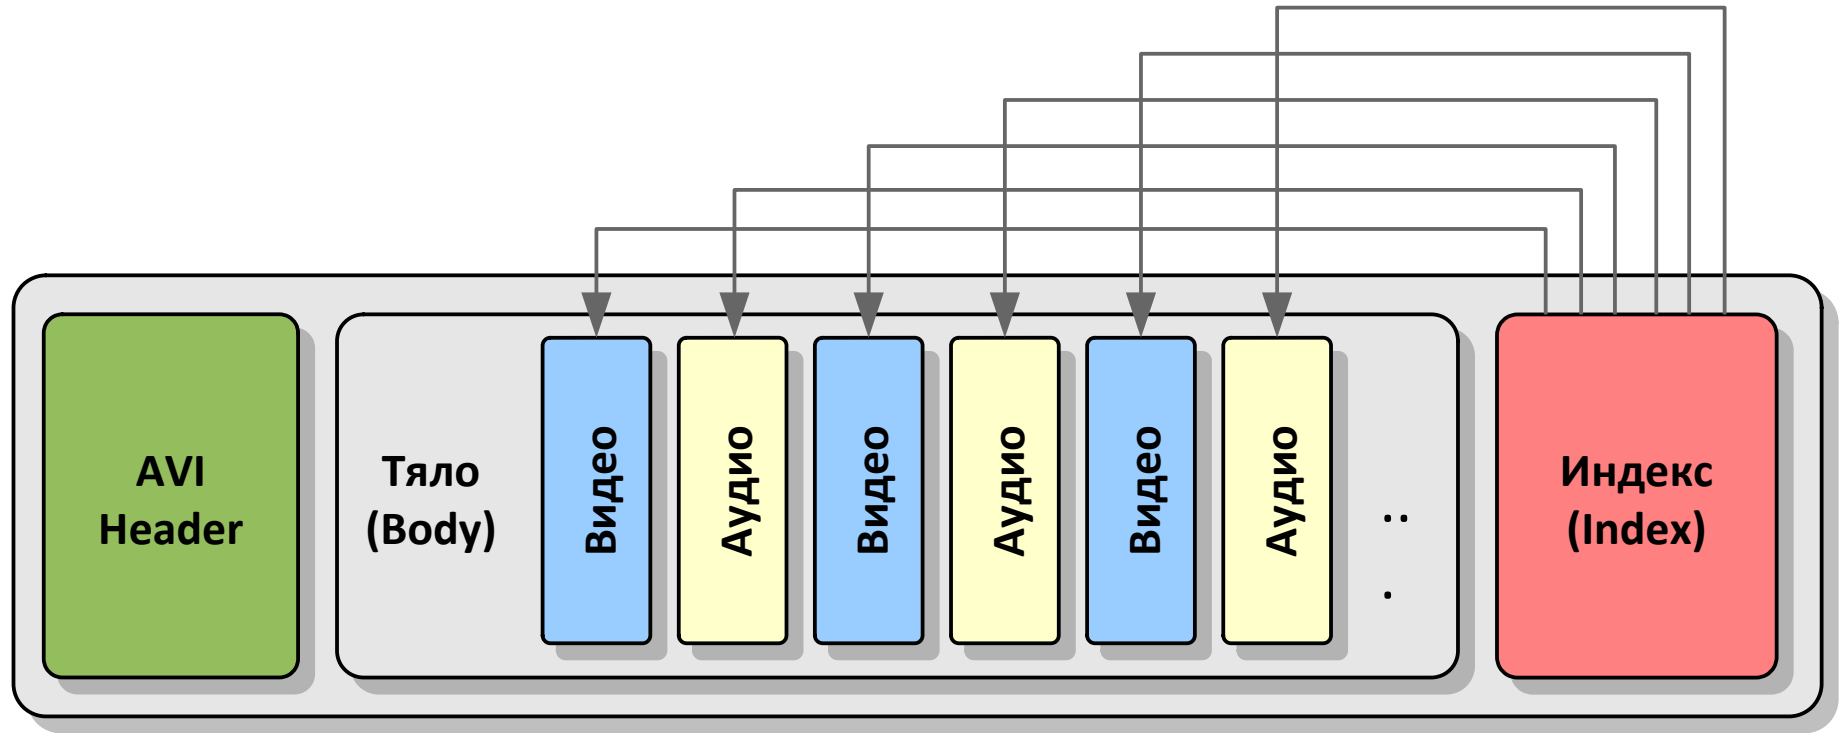 AVI
Header
Тяло
(Body)
Видео
Аудио
Видео
Аудио
Видео
Аудио
..
.
Индекс
(Index)